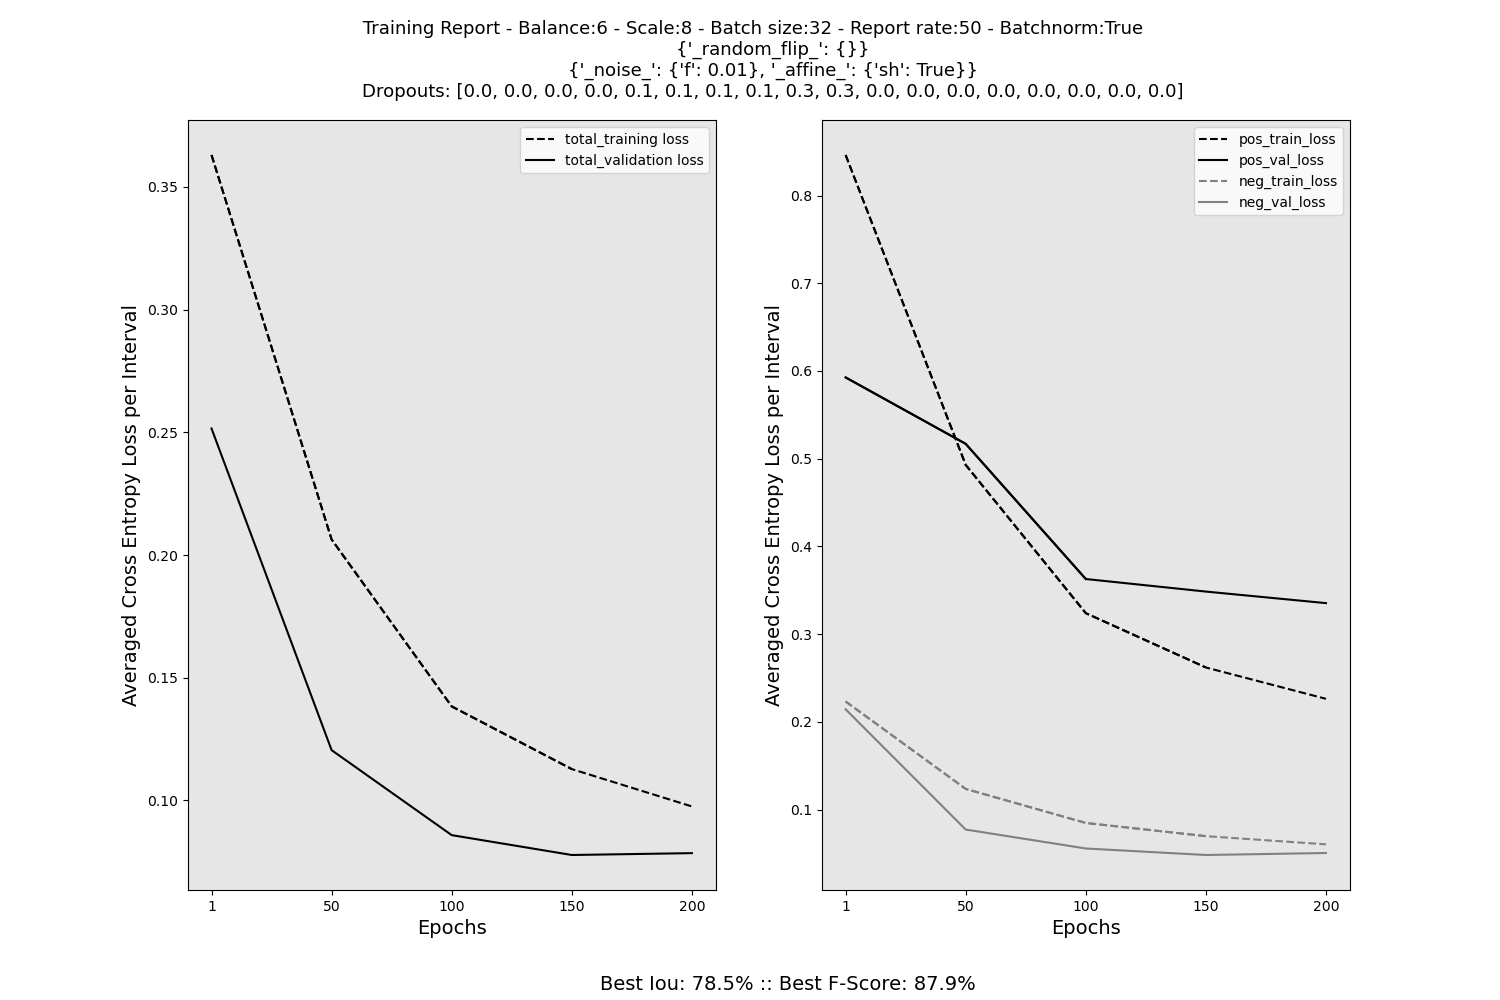 Training Report - Balance:6 - Scale:8 - Batch size:32 - Report rate:50 - Batchnorm:True
{'_random_flip_': {}}
{'_noise_': {'f': 0.01}, '_affine_': {'sh': True}}
Dropouts: [0.0, 0.0, 0.0, 0.0, 0.1, 0.1, 0.1, 0.1, 0.3, 0.3, 0.0, 0.0, 0.0, 0.0, 0.0, 0.0, 0.0, 0.0]
total_training loss
total_validation loss
0.35
0.30
0.25
0.20
0.15
0.10
Averaged Cross Entropy Loss per Interval
1
50
100
150
200
Epochs
pos_train_loss
pos_val_loss
neg_train_loss
neg_val_loss
0.8
0.7
0.6
0.5
0.4
0.3
0.2
0.1
Averaged Cross Entropy Loss per Interval
1
50
100
150
200
Epochs
Best Iou: 78.5% :: Best F-Score: 87.9%